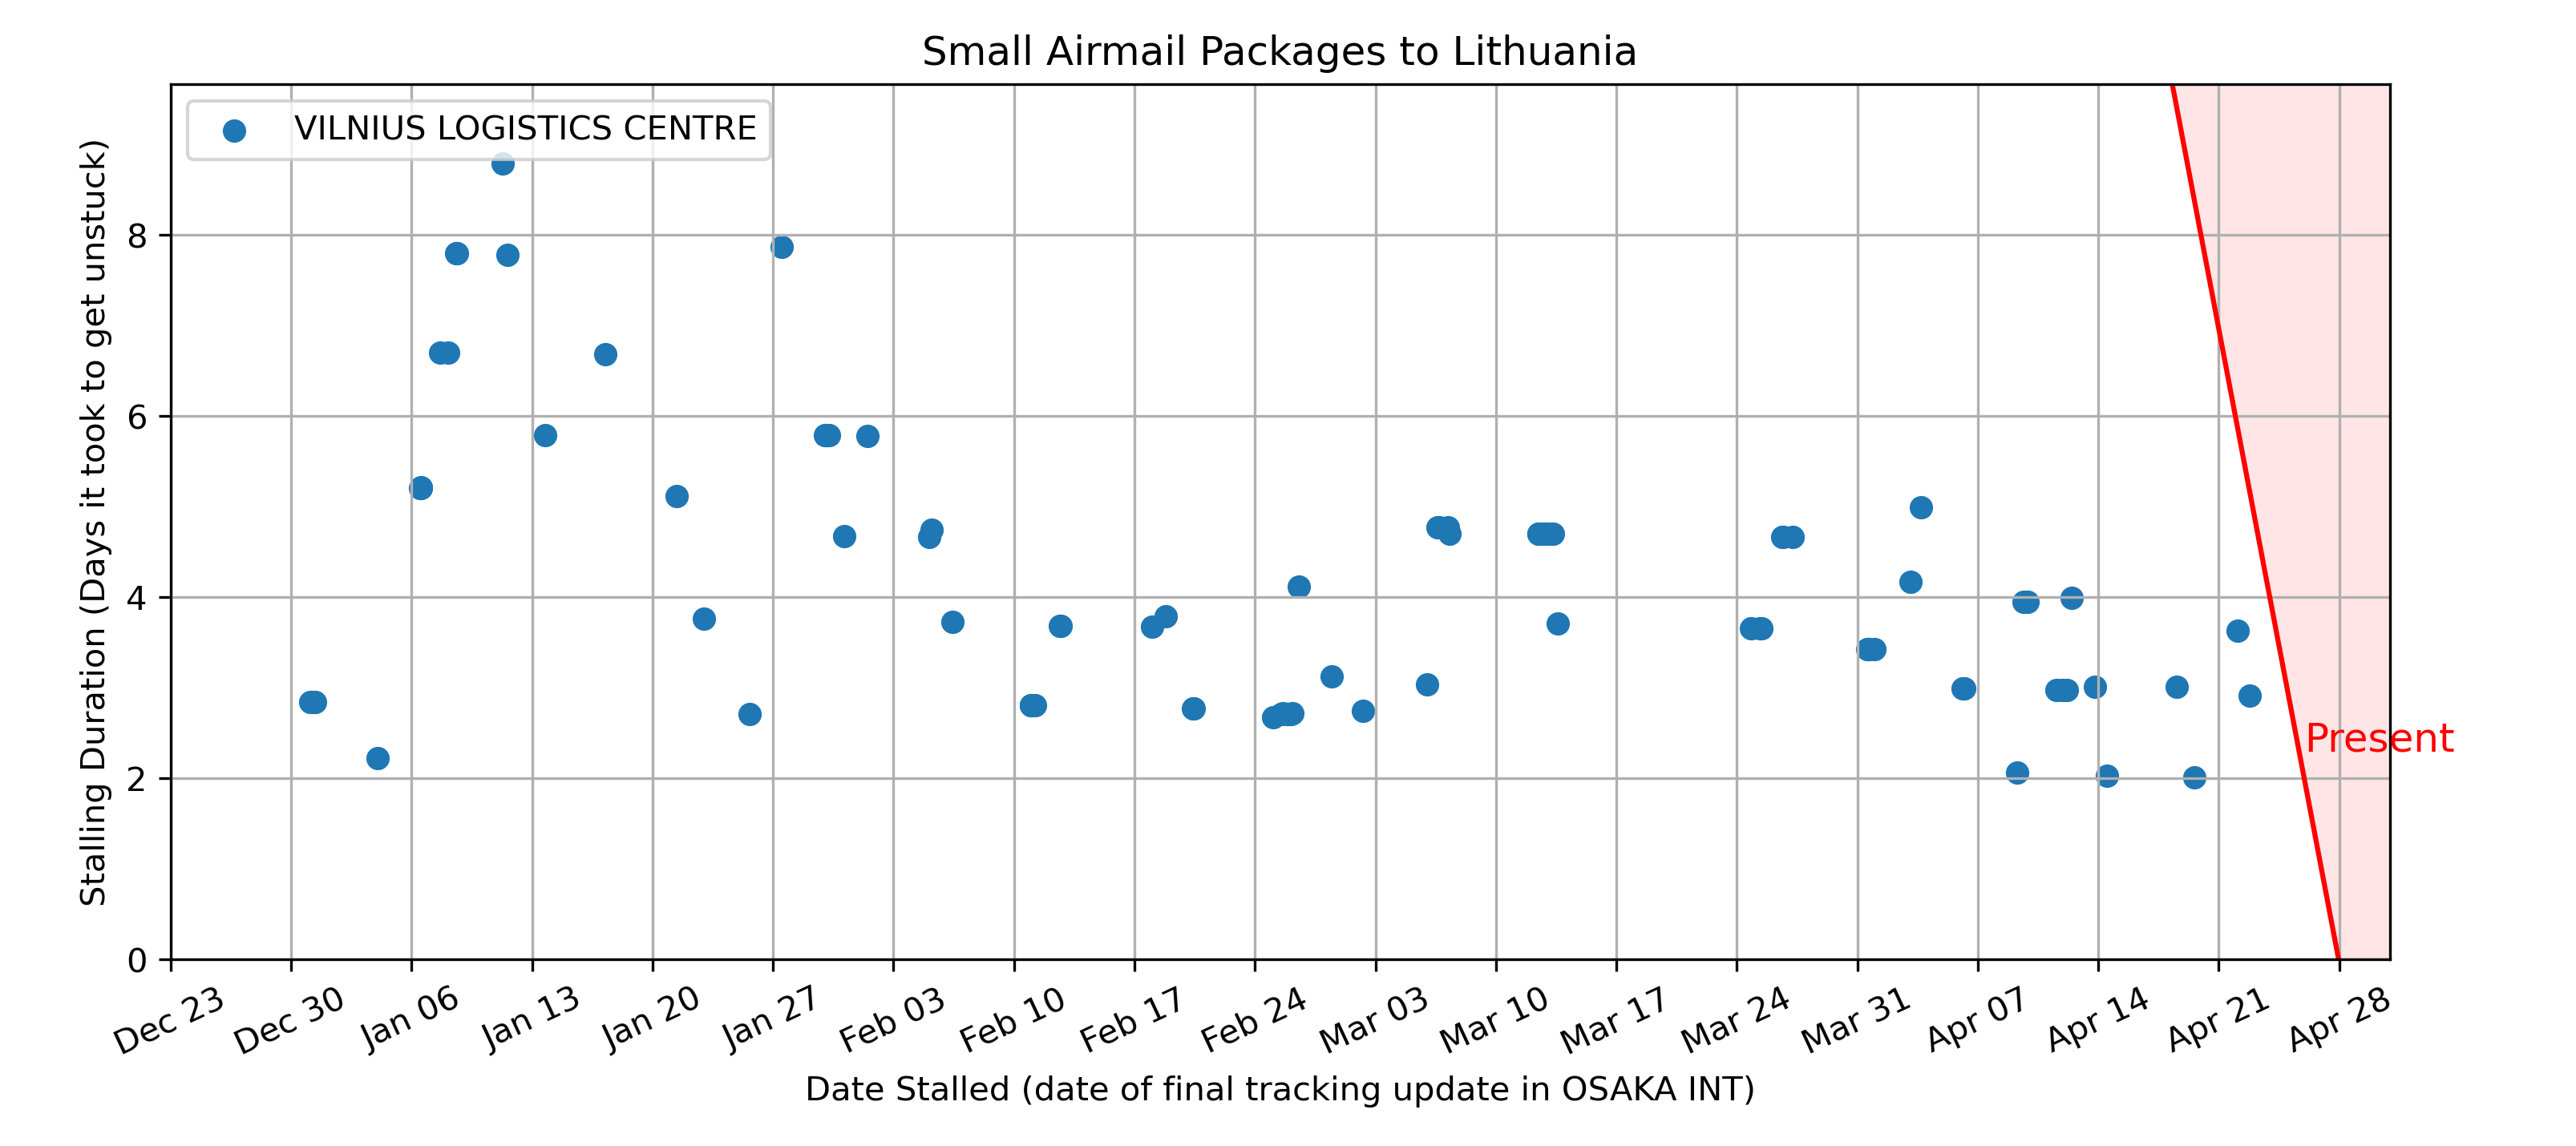 Small Airmail Packages to Lithuania
VILNIUS LOGISTICS CENTRE
Stalling Duration (Days it took to get unstuck)
8
6
4
2
0
Present
Dec 23
Dec 30
Jan 06
Jan 13
Jan 20
Jan 27
Feb 03
Feb 10
Feb 17
Feb 24
Mar 03
Mar 10
Mar 17
Mar 24
Mar 31
Apr 07
Apr 14
Apr 21
Apr 28
Date Stalled (date of final tracking update in OSAKA INT)